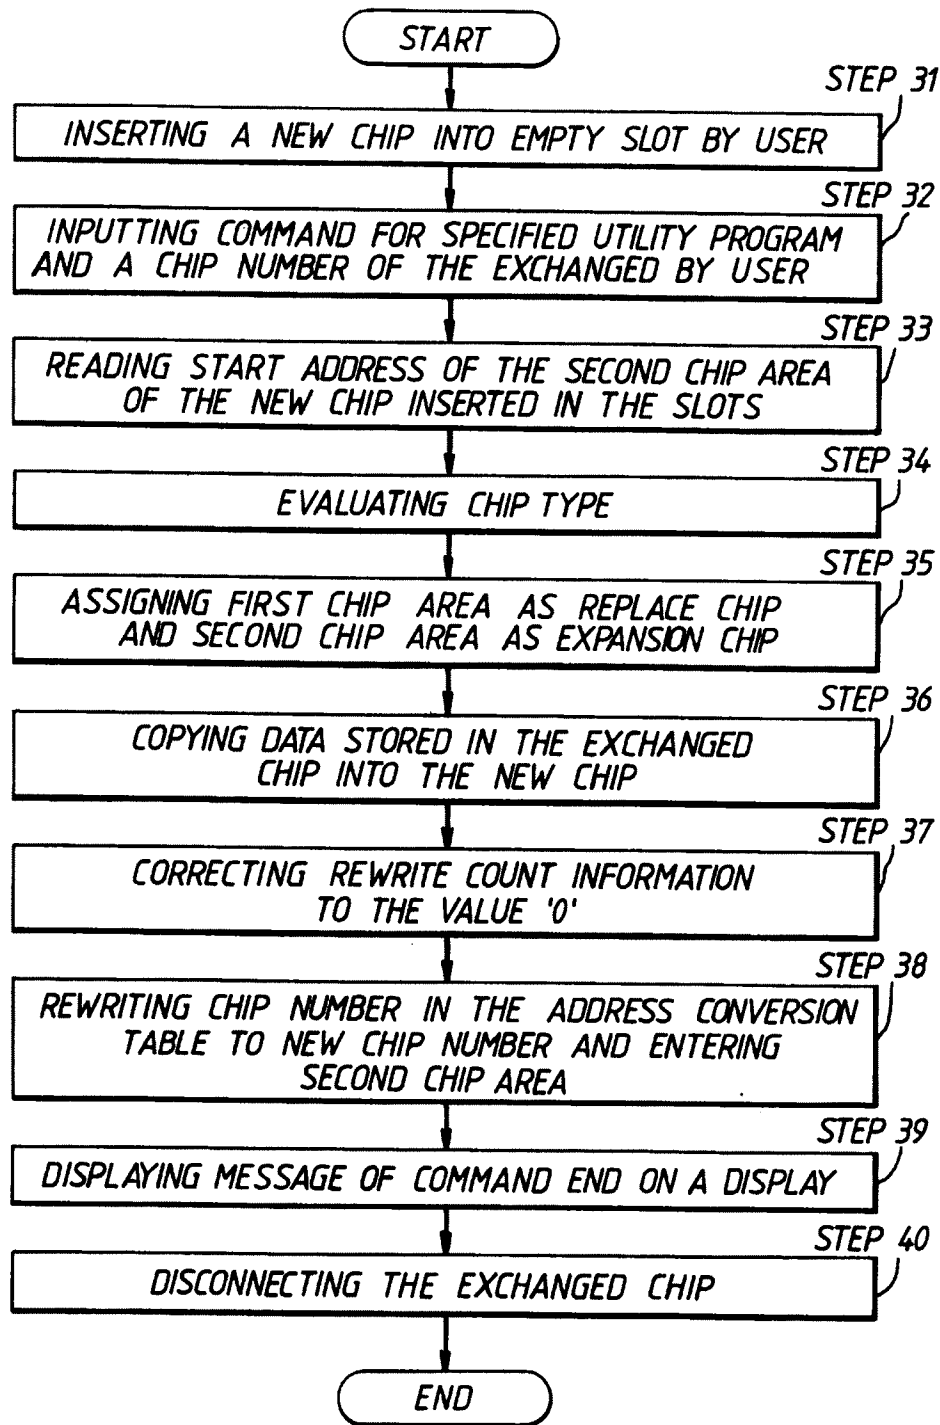 START
STEP 31
INSERTING A NEW CHIP INTO EMPTY SLOT BY USER
STEP 32
INPUTTING COMMAND FOR SPECIFIED UTILITY PROGRAM
AND A CHIP NUMBER OF THE EXCHANGED BY USER
STEP 33
READING START ADDRESS OF THE SECOND CHIP AREA
OF THE NEW CHIP INSERTED IN THE SLOTS
STEP 34
EVALUATING CHIP TYPE
STEP 35
ASSIGNING FIRST CHIP AREA AS REPLACE CHIP
AND SECOND CHIP AREA AS EXPANSION CHIP
STEP 36
COPYING DATA STORED IN THE EXCHANGED
CHIP INTO THE NEW CHIP
STEP 37
CORRECTING REWRITE COUNT INFORMATION
TO THE VALUE '0'
STEP 38
REWRITING CHIP NUMBER IN THE ADDRESS CONVERSION
TABLE TO NEW CHIP NUMBER AND ENTERING
SECOND CHIP AREA
STEP 39
DISPLAYING MESSAGE OF COMMAND END ON A DISPLAY
STEP 40
DISCONNECTING THE EXCHANGED CHIP
END